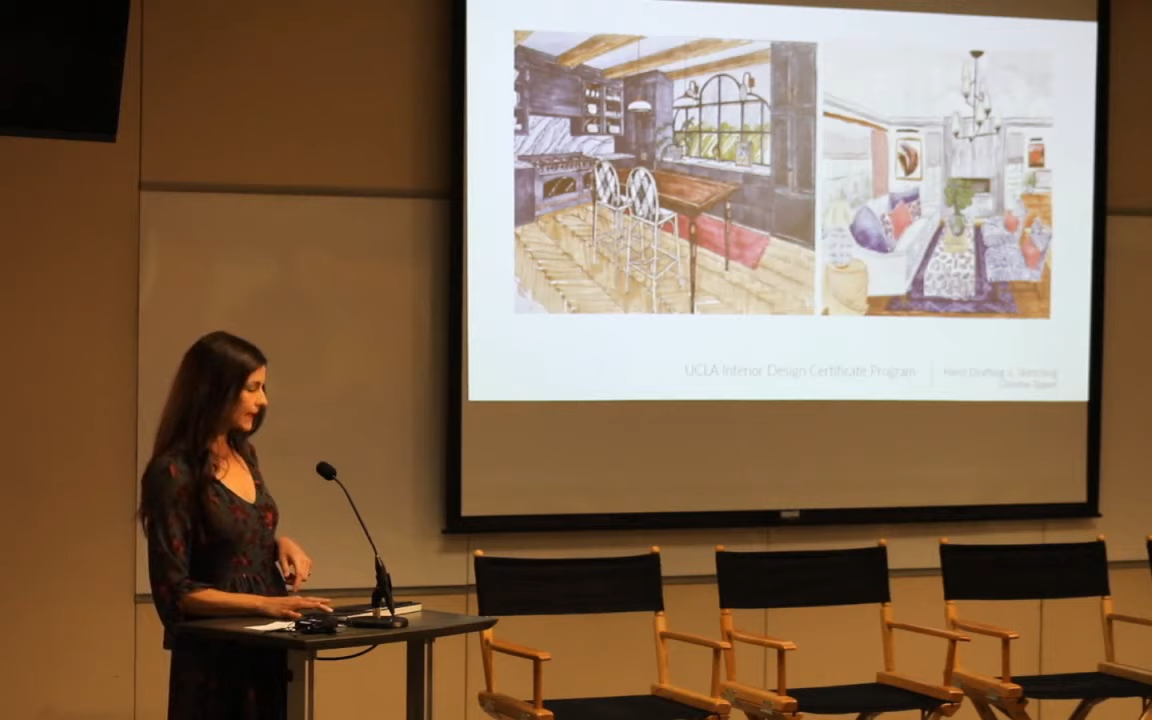 UCLA Interior Design Certificate Program
Hand Drafting & Sketching